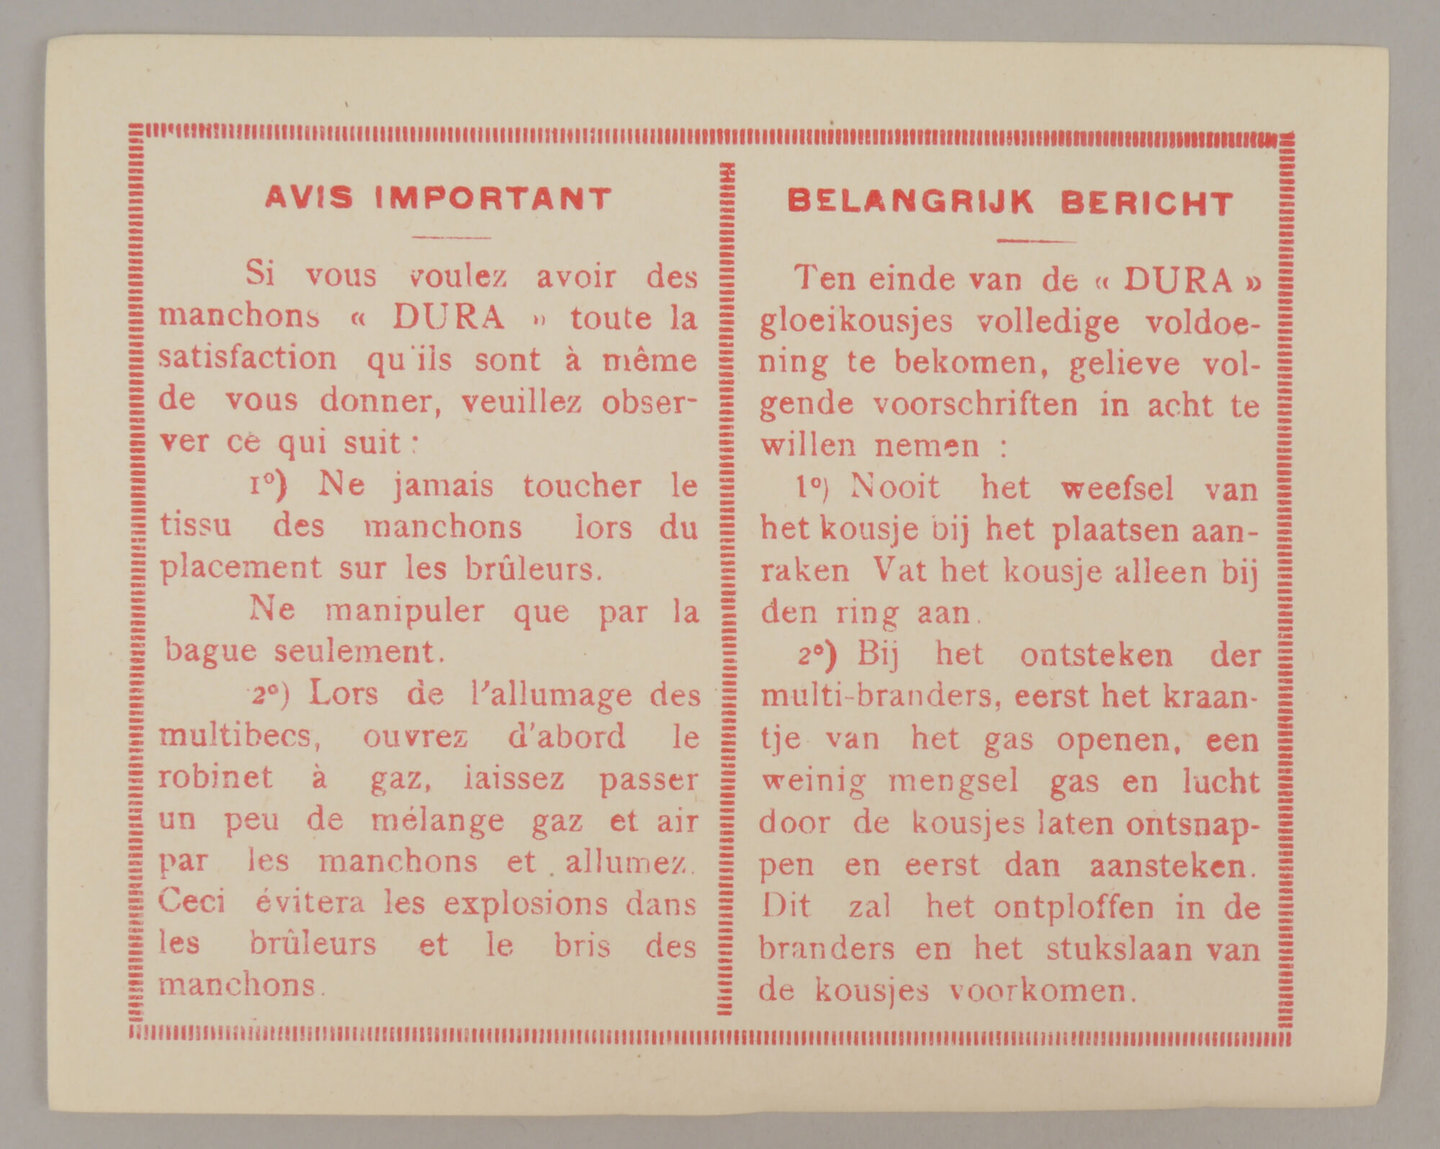 AVIS IMPORTANT
Si vous voulez avoir des
manchons « DURA » toute la
satisfaction qu'ils sont à même
de vous donner, veuillez obser-
ver ce qui suit :
1°) Ne jamais toucher le
tissu des manchons lors du
placement sur les brûleurs.
Ne manipuler que par la
bague seulement.
2°) Lors de l'allumage des
multibecs, ouvrez d'abord le
robinet à gaz, laissez passer
un peu de mélange gaz et air
par les manchons et allumez.
Ceci évitera les explosions dans
les brûleurs et le bris des
manchons.
BELANGRIJK BERICHT
Ten einde van de « DURA »
gloeikousjes volledige voldoe-
ning te bekomen, gelieve vol-
gende voorschriften in acht te
willen nemen :
1°) Nooit het weefsel van
het kousje bij het plaatsen aan-
raken Vat het kousje alleen bij
den ring aan.
2°) Bij het ontsteken der
multi-branders, eerst het kraan-
tje van het gas openen, een
weinig mengsel gas en lucht
door de kousjes laten ontsnap-
pen en eerst dan aansteken.
Dit zal het ontploffen in de
branders en het stukslaan van
de kousjes voorkomen.